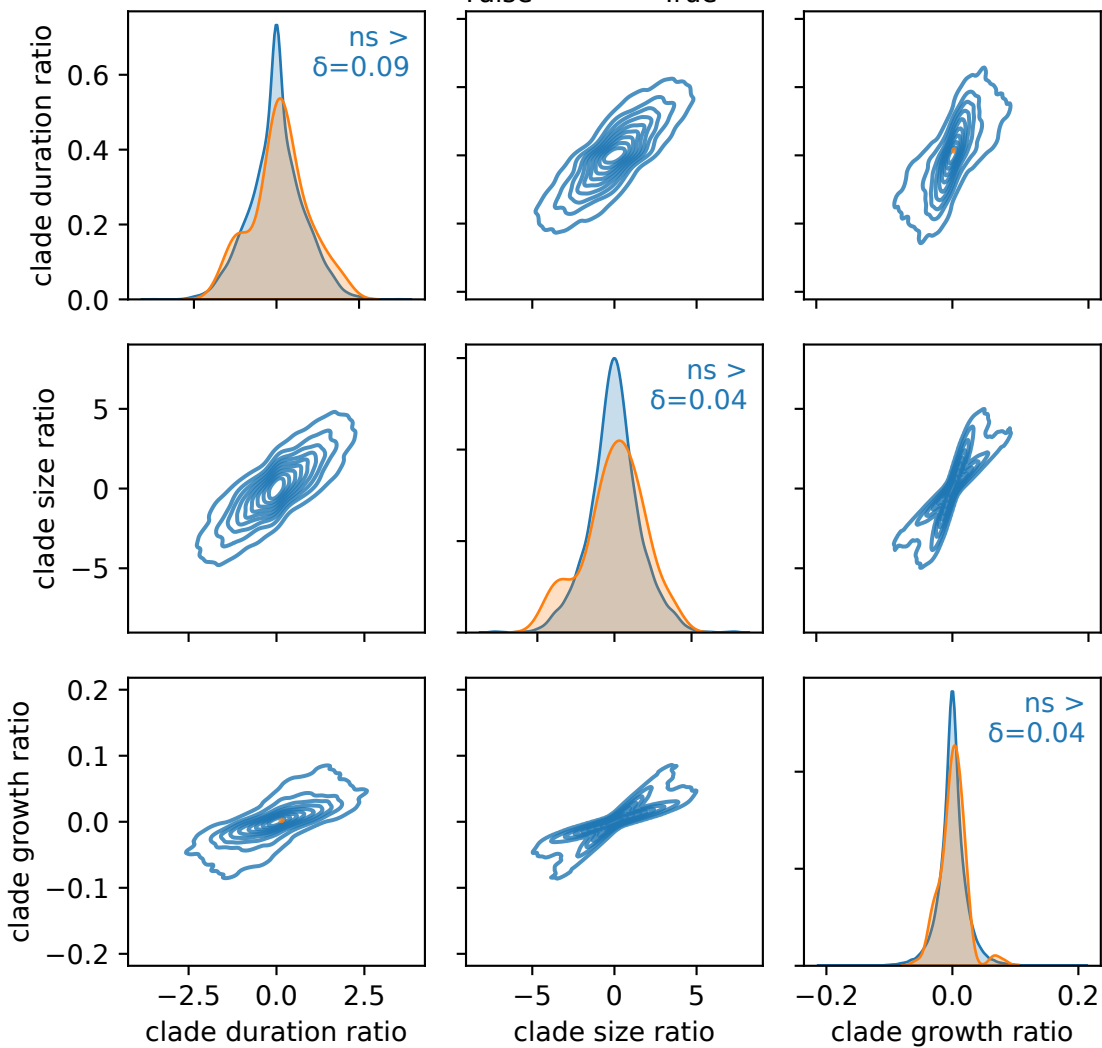 clade duration ratio
0.6
0.4
0.2
0.0
ns >
δ=0.09
clade size ratio
5
0
−5
ns >
δ=0.04
clade growth ratio
0.2
0.1
0.0
−0.1
−0.2
ns >
δ=0.04
−2.5 0.0 2.5
−5 0 5
−0.2 0.0 0.2
clade duration ratio
clade size ratio
clade growth ratio